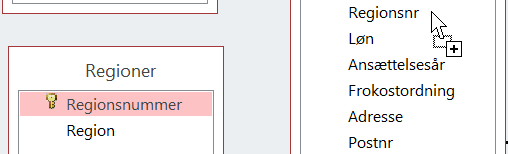 Regioner
Regionsnummer
Region
Regionsnr
Løn
Ansættelsesår
Frokostordning
Adresse
Postnr